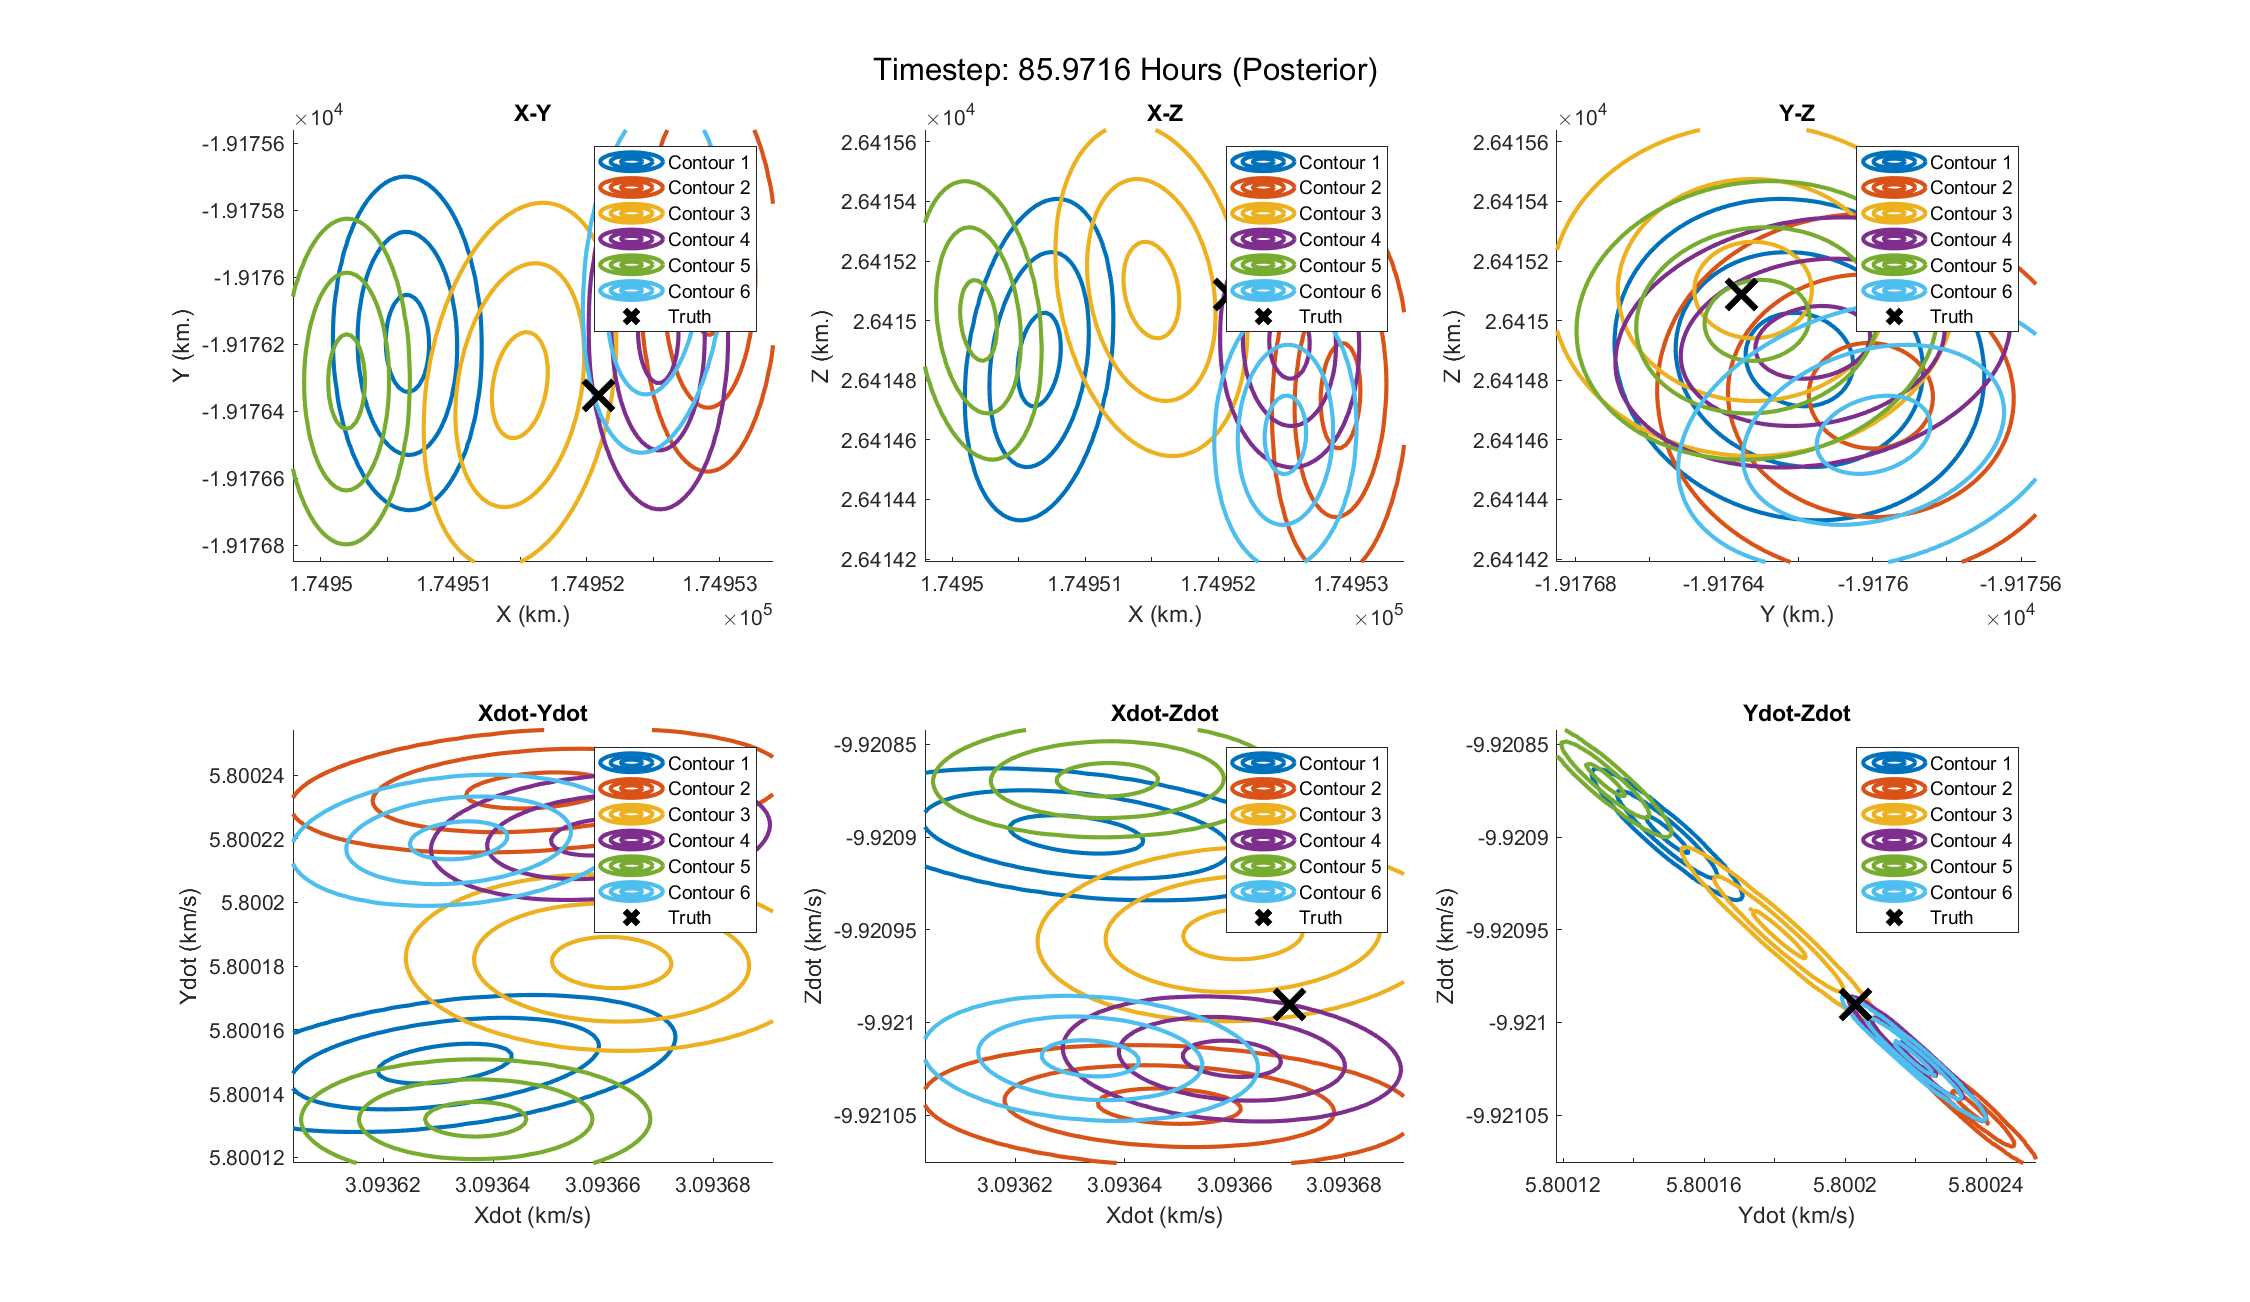 Timestep: 85.9716 Hours (Posterior)
X-Y
×10⁴
-1.91756
-1.91758
-1.9176
-1.91762
-1.91764
-1.91766
-1.91768
Y (km.)
1.7495 1.74951 1.74952 1.74953
X (km.)
×10⁵
Contour 1
Contour 2
Contour 3
Contour 4
Contour 5
Contour 6
Truth
X-Z
×10⁴
2.64156
2.64154
2.64152
2.6415
2.64148
2.64146
2.64144
2.64142
Z (km.)
1.7495 1.74951 1.74952 1.74953
X (km.)
×10⁵
Contour 1
Contour 2
Contour 3
Contour 4
Contour 5
Contour 6
Truth
Y-Z
×10⁴
2.64156
2.64154
2.64152
2.6415
2.64148
2.64146
2.64144
2.64142
Z (km.)
-1.91768 -1.91764 -1.9176 -1.91756
Y (km.)
×10⁴
Contour 1
Contour 2
Contour 3
Contour 4
Contour 5
Contour 6
Truth
Xdot-Ydot
5.80024
5.80022
5.8002
5.80018
5.80016
5.80014
5.80012
Ydot (km/s)
3.09362 3.09364 3.09366 3.09368
Xdot (km/s)
Contour 1
Contour 2
Contour 3
Contour 4
Contour 5
Contour 6
Truth
Xdot-Zdot
-9.92085
-9.9209
-9.92095
-9.921
-9.92105
Zdot (km/s)
3.09362 3.09364 3.09366 3.09368
Xdot (km/s)
Contour 1
Contour 2
Contour 3
Contour 4
Contour 5
Contour 6
Truth
Ydot-Zdot
-9.92085
-9.9209
-9.92095
-9.921
-9.92105
Zdot (km/s)
5.80012 5.80016 5.8002 5.80024
Ydot (km/s)
Contour 1
Contour 2
Contour 3
Contour 4
Contour 5
Contour 6
Truth